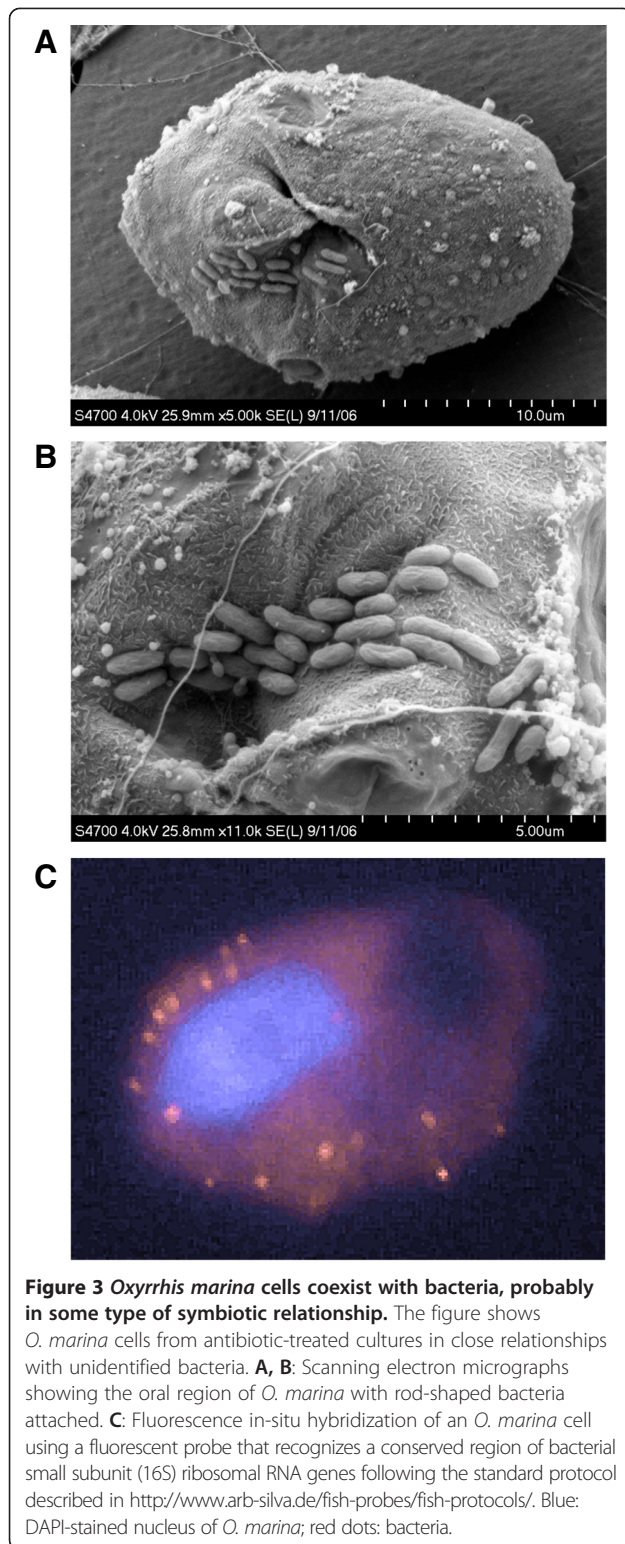 A
S4700 4.0kV 25.9mm x5.00k SE(L) 9/11/06 10.0um
B
S4700 4.0kV 25.8mm x11.0k SE(L) 9/11/06 5.00um
C
Figure 3 Oxyrrhis marina cells coexist with bacteria, probably
in some type of symbiotic relationship. The figure shows
O. marina cells from antibiotic-treated cultures in close relationships
with unidentified bacteria. A, B: Scanning electron micrographs
showing the oral region of O. marina with rod-shaped bacteria
attached. C: Fluorescence in-situ hybridization of an O. marina cell
using a fluorescent probe that recognizes a conserved region of bacterial
small subunit (16S) ribosomal RNA genes following the standard protocol
described in http://www.arb-silva.de/fish-probes/fish-protocols/. Blue:
DAPI-stained nucleus of O. marina; red dots: bacteria.